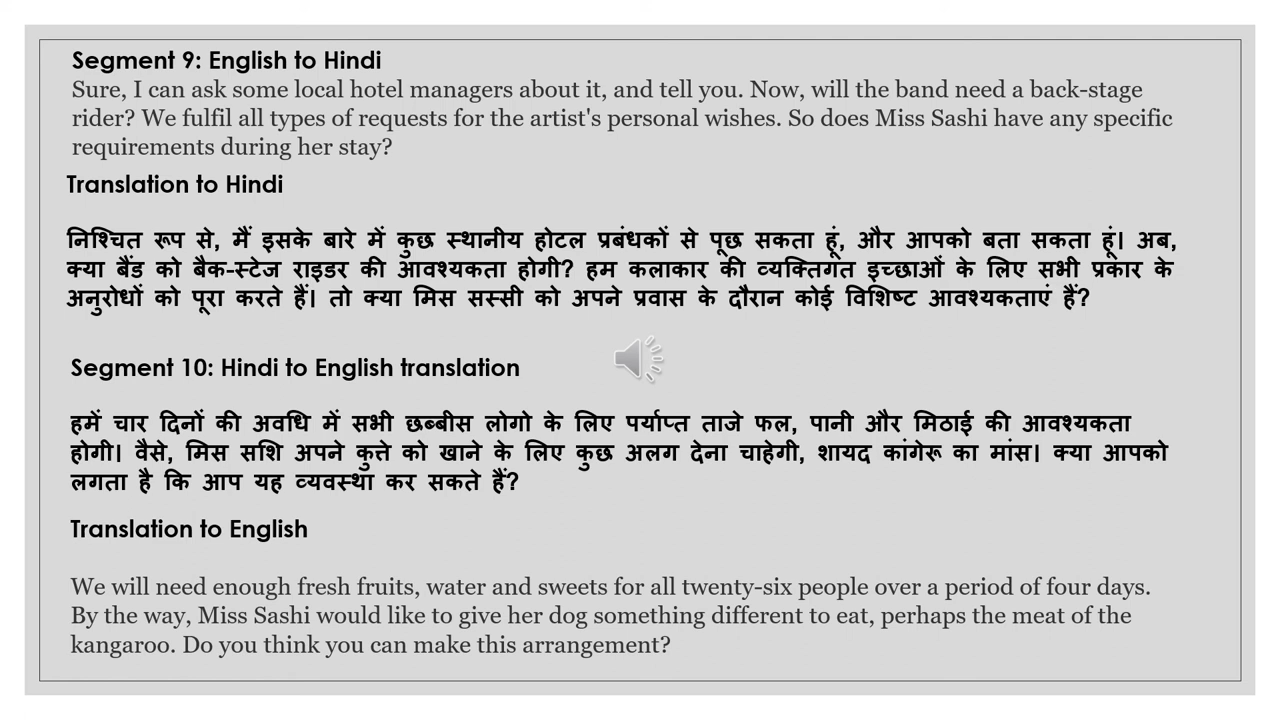 Segment 9: English to Hindi
Sure, I can ask some local hotel managers about it, and tell you. Now, will the band need a back-stage
rider? We fulfil all types of requests for the artist's personal wishes. So does Miss Sashi have any specific
requirements during her stay?
Translation to Hindi
निश्चित रूप से, मैं इसके बारे में कुछ स्थानीय होटल प्रबंधकों से पूछ सकता हूं, और आपको बता सकता हूं। अब,
क्या बैंड को बैक-स्टेज राइडर की आवश्यकता होगी? हम कलाकार की व्यक्तिगत इच्छाओं के लिए सभी प्रकार के
अनुरोधों को पूरा करते हैं। तो क्या मिस सस्सी को अपने प्रवास के दौरान कोई विशिष्ट आवश्यकताएं हैं?
Segment 10: Hindi to English translation
हमें चार दिनों की अवधि में सभी छब्बीस लोगो के लिए पर्याप्त ताजे फल, पानी और मिठाई की आवश्यकता
होगी। वैसे, मिस सशि अपने कुत्ते को खाने के लिए कुछ अलग देना चाहेगी, शायद कांगेरू का मांस। क्या आपको
लगता है कि आप यह व्यवस्था कर सकते हैं?
Translation to English
We will need enough fresh fruits, water and sweets for all twenty-six people over a period of four days.
By the way, Miss Sashi would like to give her dog something different to eat, perhaps the meat of the
kangaroo. Do you think you can make this arrangement?